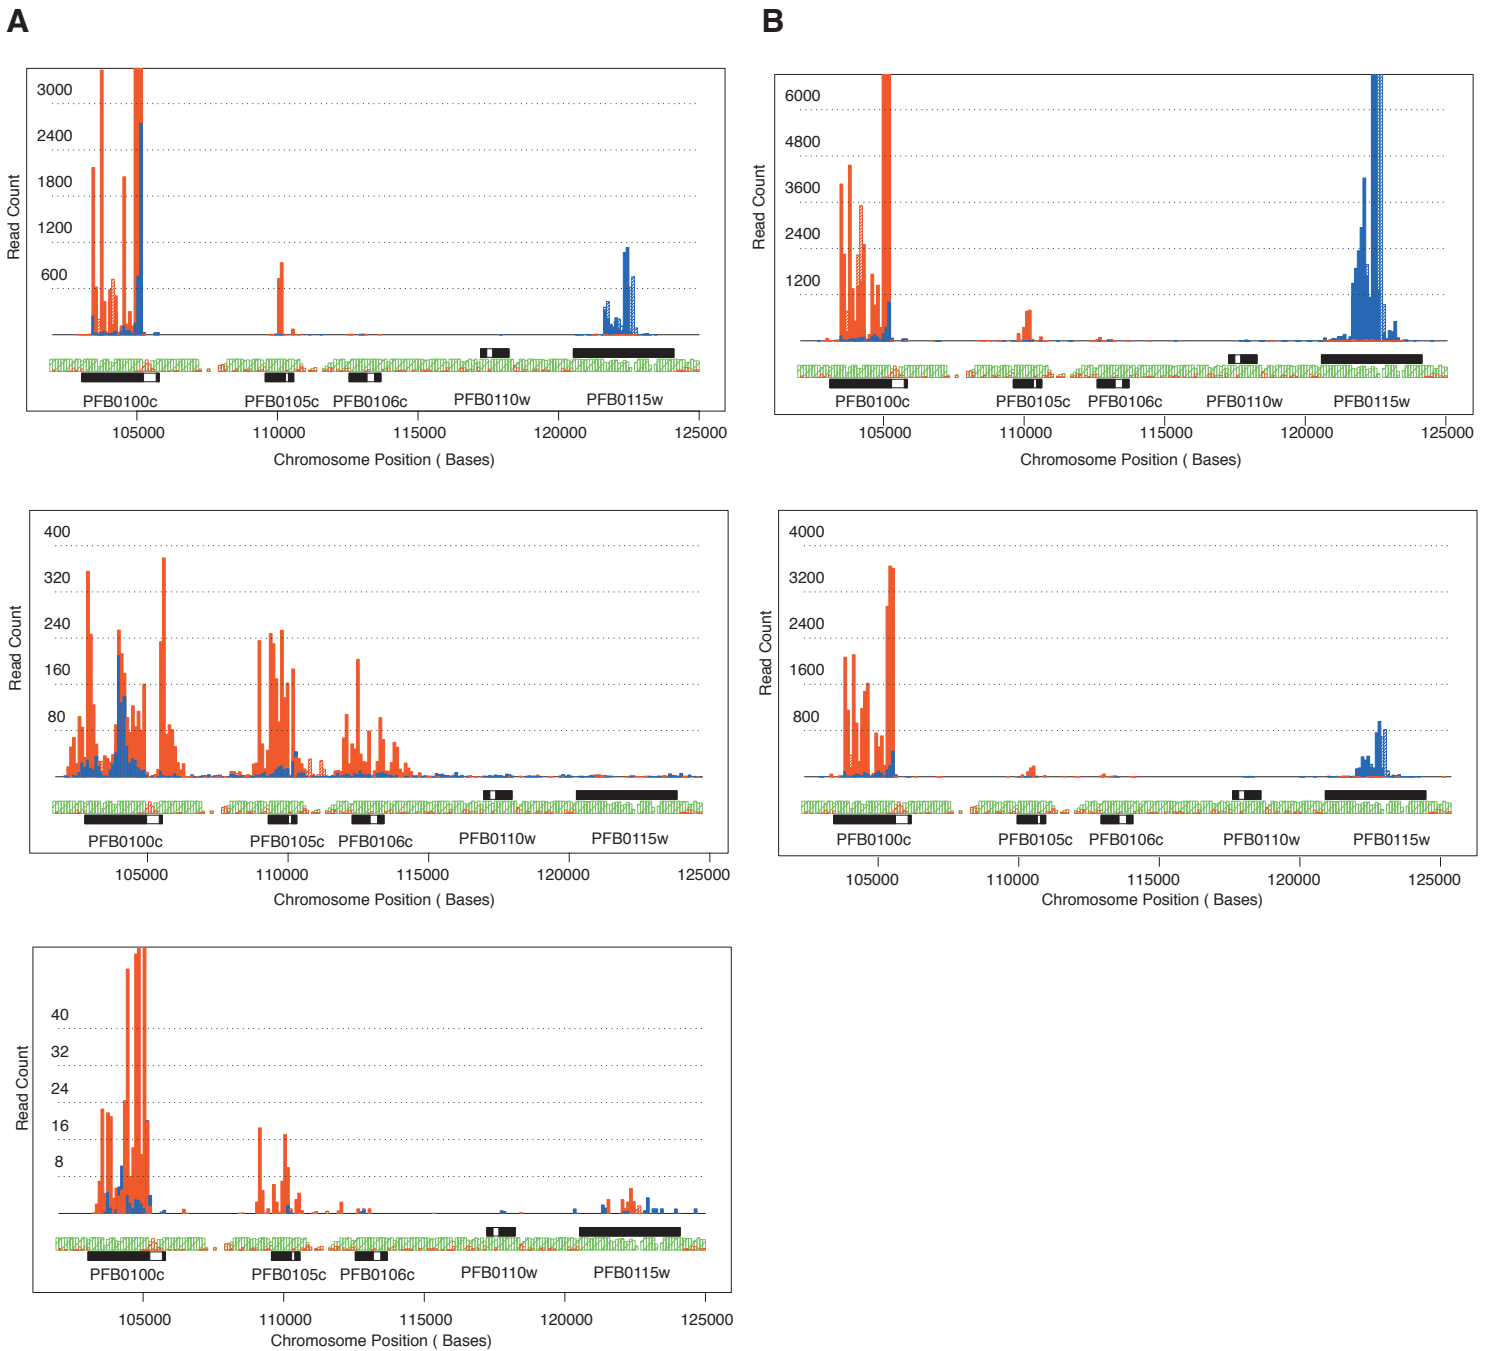 A
B
3000
2400
1800
1200
600
Read Count
PFB0100c PFB0105c PFB0106c PFB0110w PFB0115w
105000 110000 115000 120000 125000
Chromosome Position ( Bases)
6000
4800
3600
2400
1200
Read Count
PFB0100c PFB0105c PFB0106c PFB0110w PFB0115w
105000 110000 115000 120000 125000
Chromosome Position ( Bases)
400
320
240
160
80
Read Count
PFB0100c PFB0105c PFB0106c PFB0110w PFB0115w
105000 110000 115000 120000 125000
Chromosome Position ( Bases)
4000
3200
2400
1600
800
Read Count
PFB0100c PFB0105c PFB0106c PFB0110w PFB0115w
105000 110000 115000 120000 125000
Chromosome Position ( Bases)
40
32
24
16
8
Read Count
PFB0100c PFB0105c PFB0106c PFB0110w PFB0115w
105000 110000 115000 120000 125000
Chromosome Position ( Bases)